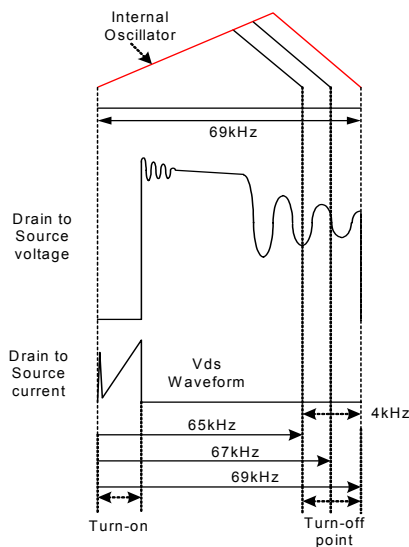 Internal
Oscillator
69kHz
Drain to
Source
voltage
Drain to
Source
current
Vds
Waveform
4kHz
65kHz
67kHz
69kHz
Turn-on
Turn-off
point